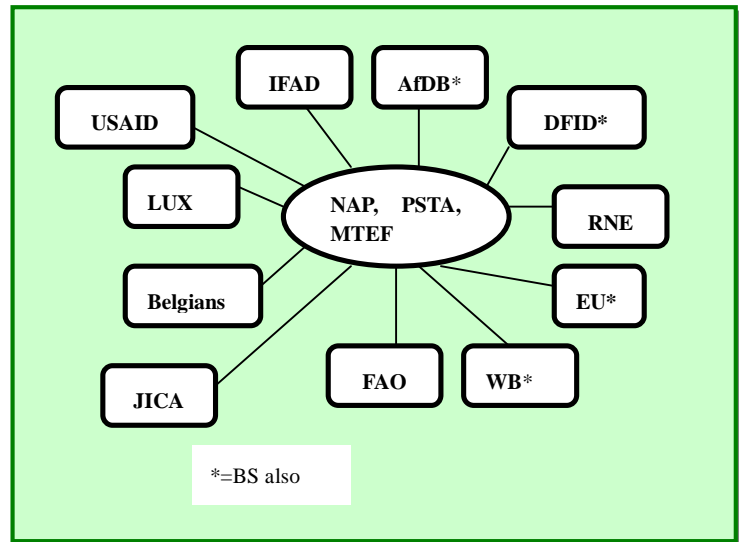 IFAD
AfDB*
USAID
DFID*
LUX
NAP, PSTA,
MTEF
RNE
Belgians
EU*
JICA
FAO
WB*
*=BS also